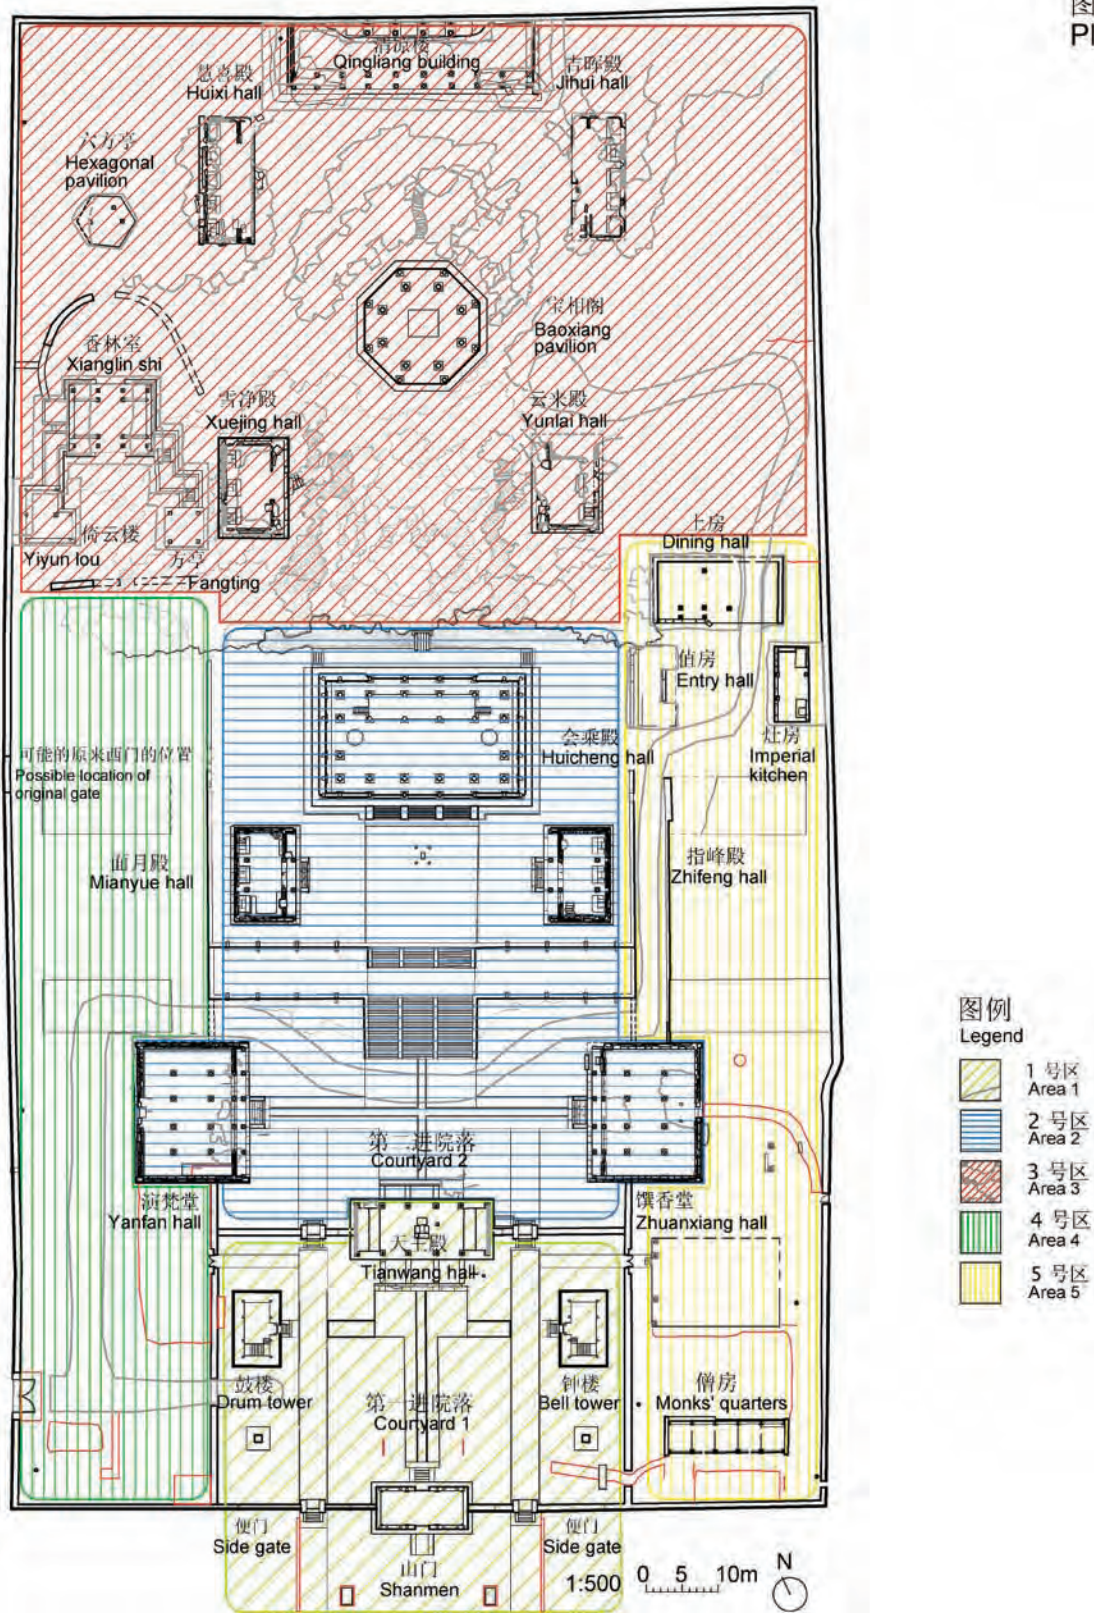 图
Pl
清凉楼
Qingliang building
慧喜殿
Huixi hall
吉晖殿
Jihui hall
六方亭
Hexagonal
pavilion
宝相阁
Baoxiang
pavilion
香林室
Xianglin shi
雪净殿
Xuejing hall
云来殿
Yunlai hall
倚云楼
Yiyun lou
方亭
Fangting
上房
Dining hall
值房
Entry hall
灶房
Imperial
kitchen
会乘殿
Huicheng hall
可能的原来西门的位置
Possible location of
original gate
面月殿
Mianyue hall
指峰殿
Zhifeng hall
第二进院落
Courtyard 2
演梵堂
Yanfan hall
馔香堂
Zhuanxiang hall
天王殿
Tianwang hall
鼓楼
Drum tower
第一进院落
Courtyard 1
钟楼
Bell tower
僧房
Monks' quarters
便门
Side gate
山门
Shanmen
便门
Side gate
1:500
0 5 10m
N
图例
Legend
1 号区
Area 1
2 号区
Area 2
3 号区
Area 3
4 号区
Area 4
5 号区
Area 5